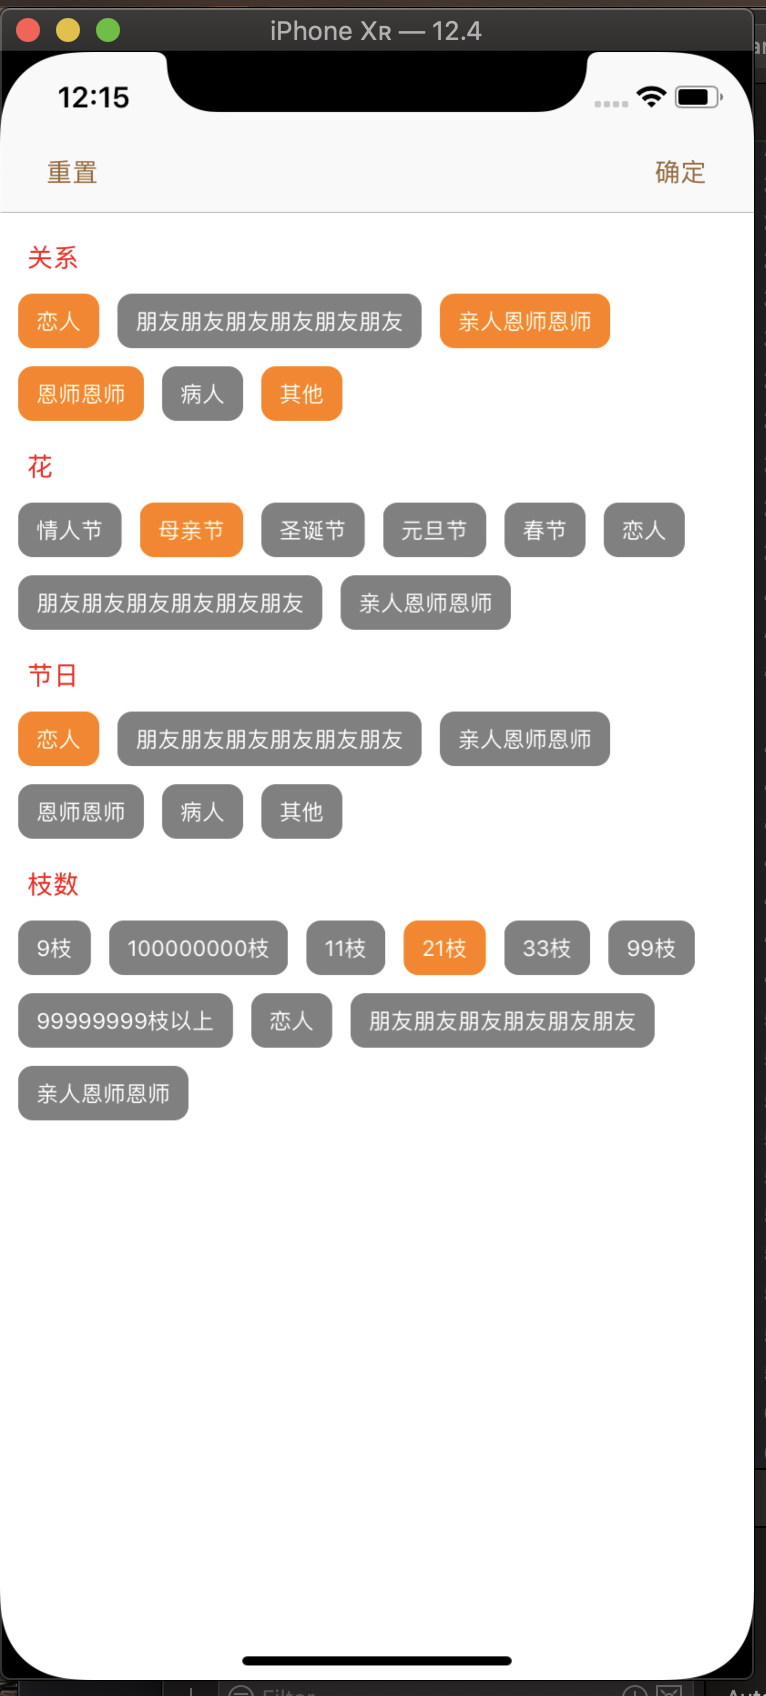 iPhone XR — 12.4
12:15
重置 确定
关系
恋人 朋友朋友朋友朋友朋友朋友 亲人恩师恩师
恩师恩师 病人 其他
花
情人节 母亲节 圣诞节 元旦节 春节 恋人
朋友朋友朋友朋友朋友朋友 亲人恩师恩师
节日
恋人 朋友朋友朋友朋友朋友朋友 亲人恩师恩师
恩师恩师 病人 其他
枝数
9枝 100000000枝 11枝 21枝 33枝 99枝
99999999枝以上 恋人 朋友朋友朋友朋友朋友朋友
亲人恩师恩师